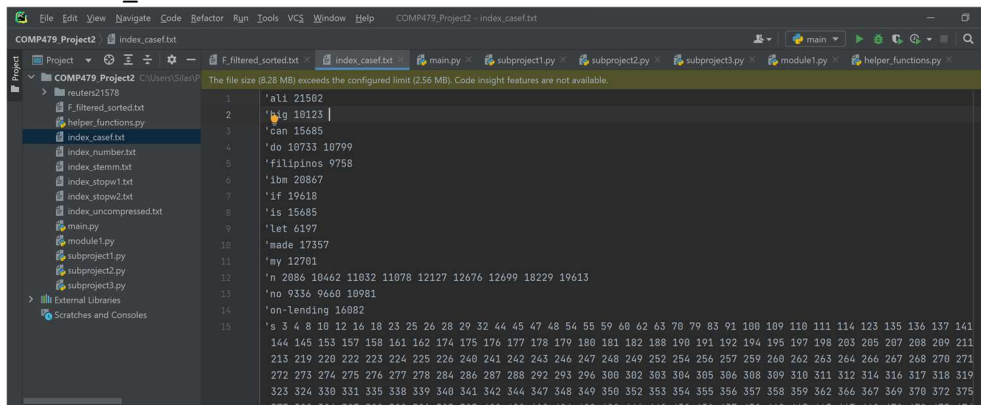 File Edit View Navigate Code Refactor Run Tools VCS Window Help COMP479_Project2 - index_casef.txt
COMP479_Project2 index_casef.txt main
Project Project F_filtered_sorted.txt index_casef.txt main.py subproject1.py subproject2.py subproject3.py module1.py helper_functions.py
COMP479_Project2 C:\Users\Silas\P
The file size (8.28 MB) exceeds the configured limit (2.56 MB). Code insight features are not available.
reuters21578
F_filtered_sorted.txt
helper_functions.py
index_casef.txt
index_number.txt
index_stemm.txt
index_stopw1.txt
index_stopw2.txt
index_uncompressed.txt
main.py
module1.py
subproject1.py
subproject2.py
subproject3.py
External Libraries
Scratches and Consoles
1 'ali 21502
2 'big 10123
3 'can 15685
4 'do 10733 10799
5 'filipinos 9758
6 'ibm 20867
7 'if 19618
8 'is 15685
9 'let 6197
10 'made 17357
11 'my 12701
12 'n 2086 10462 11032 11078 12127 12676 12699 18229 19613
13 'no 9336 9660 10981
14 'on-lending 16082
15 's 3 4 8 10 12 16 18 23 25 26 28 29 32 44 45 47 48 54 55 59 60 62 63 70 79 83 91 100 109 110 111 114 123 135 136 137 141
144 145 153 157 158 161 162 174 175 176 177 178 179 180 181 182 188 190 191 192 194 195 197 198 203 205 207 208 209 211
213 219 220 222 223 224 225 226 240 241 242 243 246 247 248 249 252 254 256 257 259 260 262 263 264 266 267 268 270 271
272 273 274 275 276 277 278 284 286 287 288 292 293 296 300 302 303 304 305 306 308 309 310 311 312 314 316 317 318 319
323 324 330 331 335 338 339 340 341 342 344 347 348 349 350 352 353 354 355 356 357 358 359 362 366 367 369 370 372 375